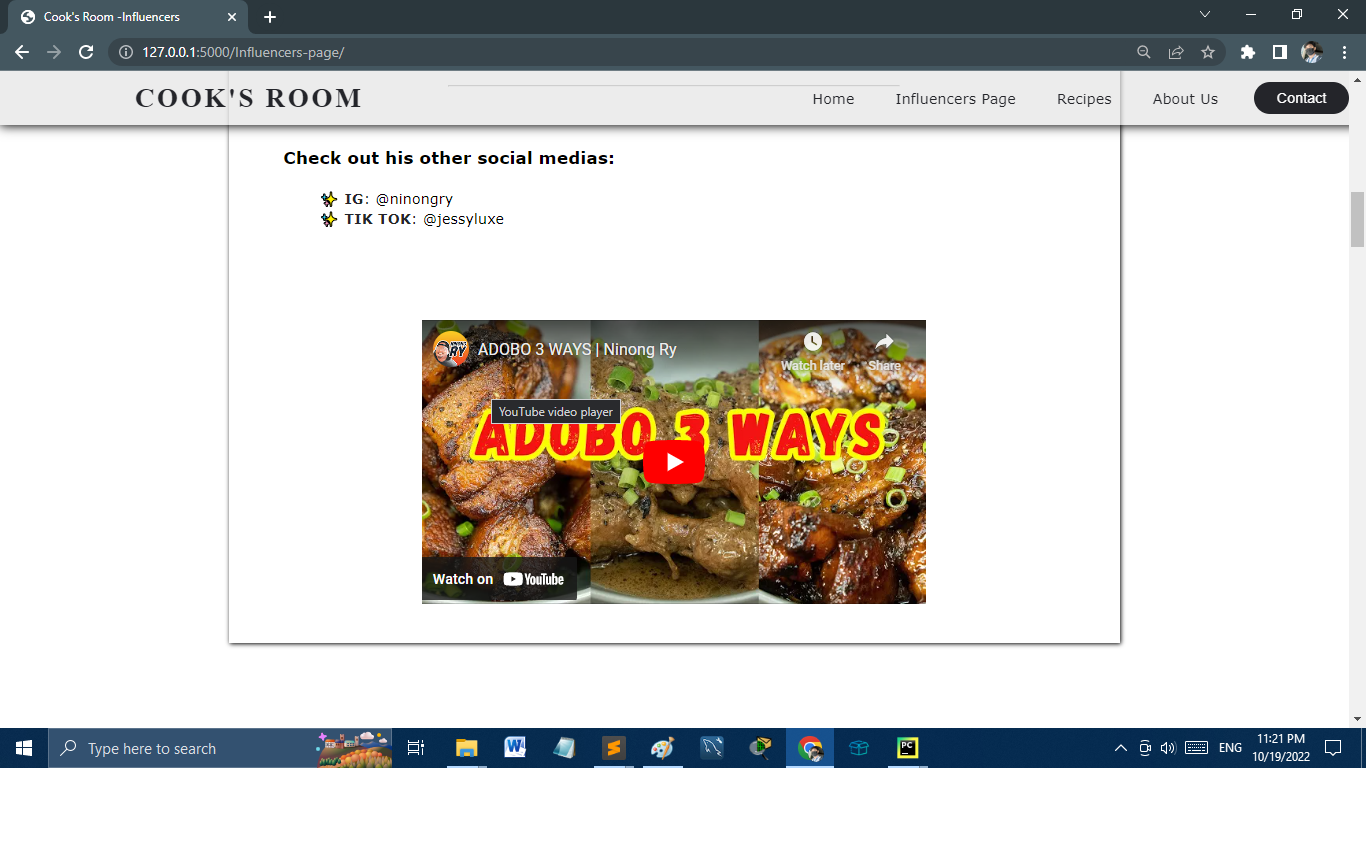 Cook's Room -Influencers
127.0.0.1:5000/Influencers-page/
COOK'S ROOM
Home
Influencers Page
Recipes
About Us
Contact
Check out his other social medias:
IG: @ninongry
TIK TOK: @jessyluxe
NINONG
RY
ADOBO 3 WAYS | Ninong Ry
Watch later
Share
YouTube video player
ADOBO 3 WAYS
Watch on YouTube
Type here to search
W
PC
ENG
11:21 PM
10/19/2022